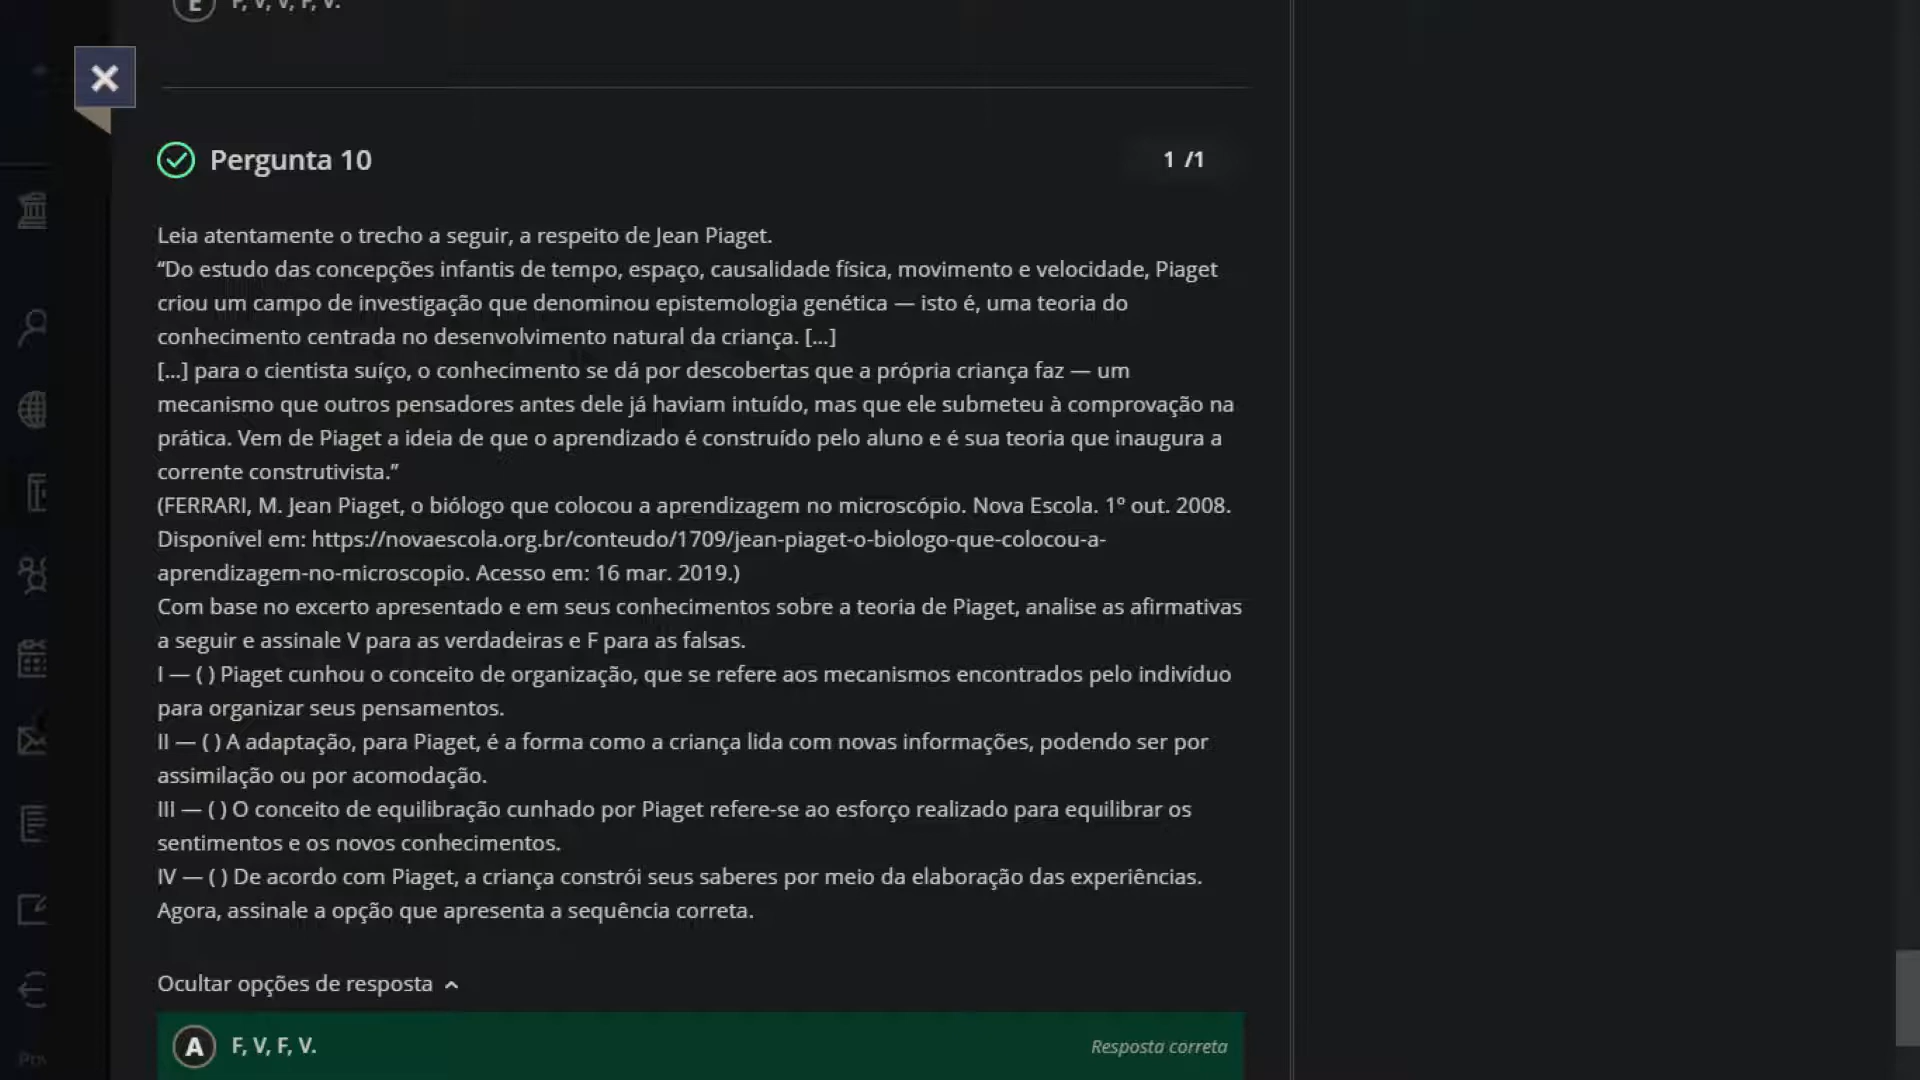 E F, V, V, F, V.
Pergunta 10
1 /1
Leia atentamente o trecho a seguir, a respeito de Jean Piaget.
“Do estudo das concepções infantis de tempo, espaço, causalidade física, movimento e velocidade, Piaget
criou um campo de investigação que denominou epistemologia genética — isto é, uma teoria do
conhecimento centrada no desenvolvimento natural da criança. [...]
[...] para o cientista suíço, o conhecimento se dá por descobertas que a própria criança faz — um
mecanismo que outros pensadores antes dele já haviam intuído, mas que ele submeteu à comprovação na
prática. Vem de Piaget a ideia de que o aprendizado é construído pelo aluno e é sua teoria que inaugura a
corrente construtivista.”
(FERRARI, M. Jean Piaget, o biólogo que colocou a aprendizagem no microscópio. Nova Escola. 1º out. 2008.
Disponível em: https://novaescola.org.br/conteudo/1709/jean-piaget-o-biologo-que-colocou-a-
aprendizagem-no-microscopio. Acesso em: 16 mar. 2019.)
Com base no excerto apresentado e em seus conhecimentos sobre a teoria de Piaget, analise as afirmativas
a seguir e assinale V para as verdadeiras e F para as falsas.
I — ( ) Piaget cunhou o conceito de organização, que se refere aos mecanismos encontrados pelo indivíduo
para organizar seus pensamentos.
II — ( ) A adaptação, para Piaget, é a forma como a criança lida com novas informações, podendo ser por
assimilação ou por acomodação.
III — ( ) O conceito de equilibração cunhado por Piaget refere-se ao esforço realizado para equilibrar os
sentimentos e os novos conhecimentos.
IV — ( ) De acordo com Piaget, a criança constrói seus saberes por meio da elaboração das experiências.
Agora, assinale a opção que apresenta a sequência correta.
Ocultar opções de resposta
A F, V, F, V.
Resposta correta